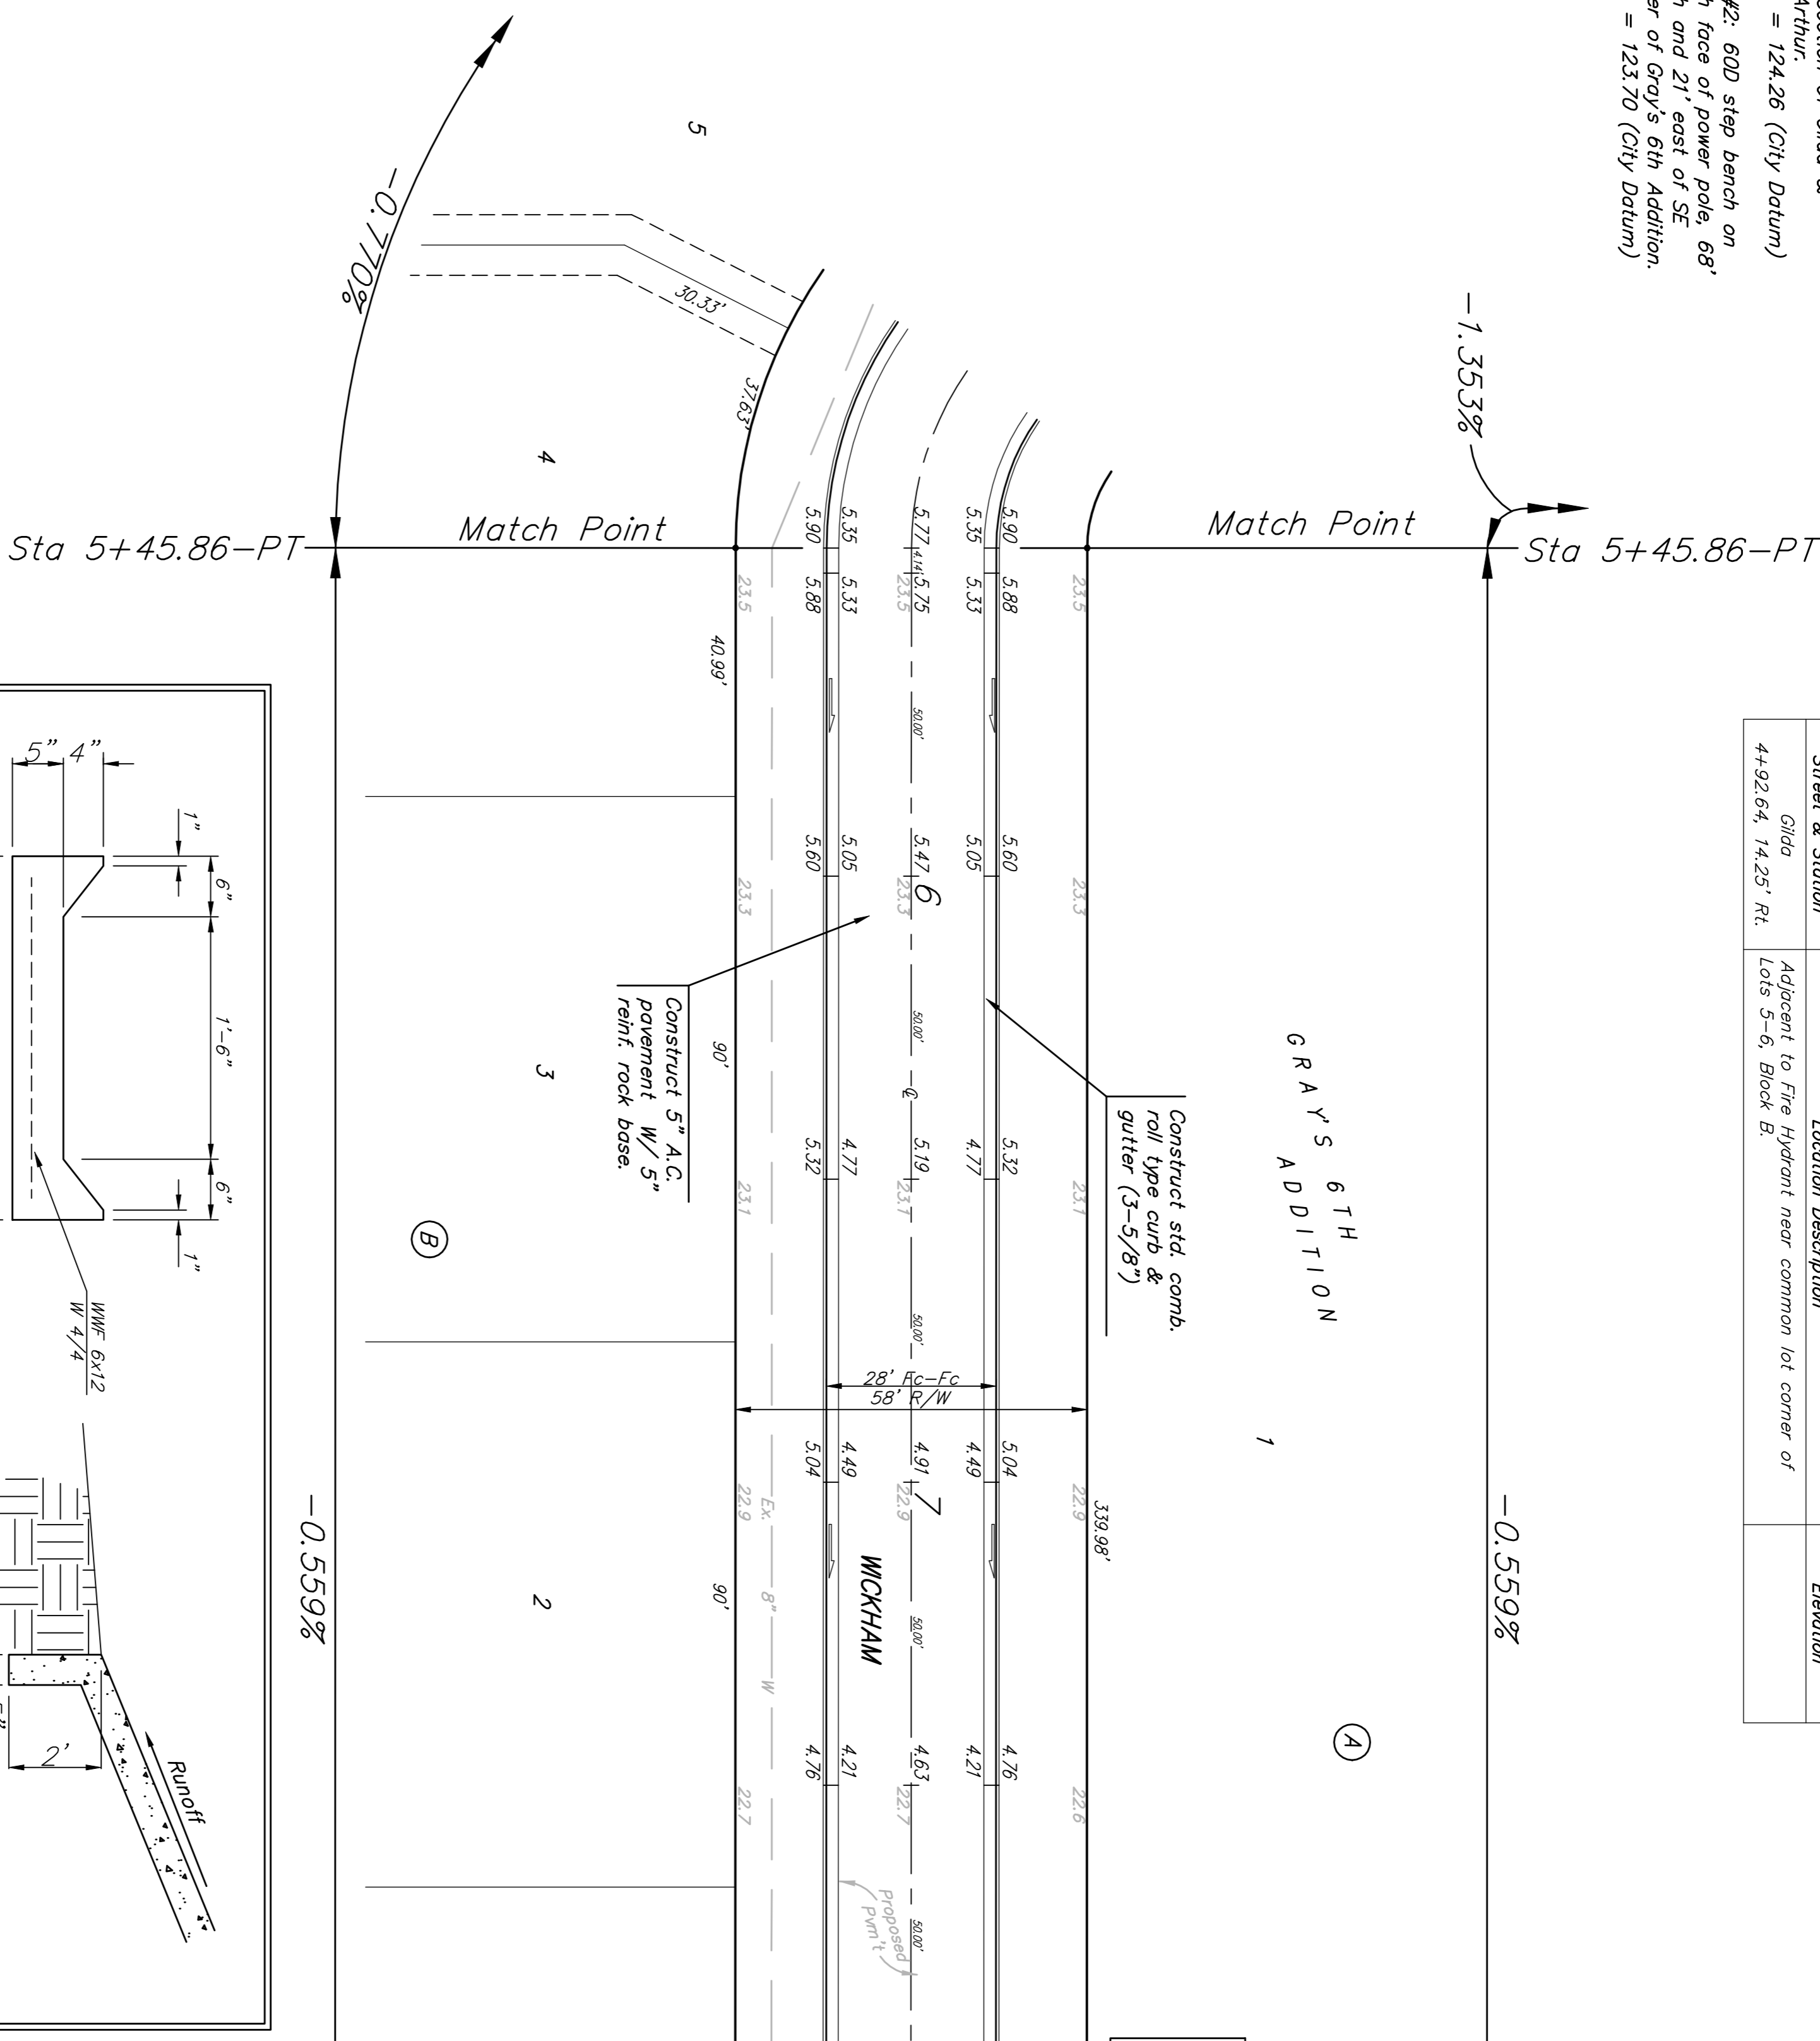 Arthur.
= 124.26 (City Datum)
#2: 60D step bench on
face of power pole, 68'
and 21' east of SE
of Gray's 6th Addition.
= 123.70 (City Datum)
Street & Station
Location Description
Elevation
Gilda
4+92.64, 14.25' Rt.
Adjacent to Fire Hydrant near common lot corner of
Lots 5-6, Block B.
-1.353%
Sta 5+45.86-PT
Match Point
Match Point
Sta 5+45.86-PT
-0.770%
5
4
30.33'
37.63'
5.90
5.35
5.77
5.35
5.90
4.14'
5.88
5.33
5.75
5.33
5.88
23.5
23.5
23.5
40.99'
50.00'
5.60
5.05
5.47
5.05
5.60
23.3
23.3
23.3
6
50.00'
℄
Construct 5" A.C.
pavement W/ 5"
reinf. rock base.
Construct std. comb.
roll type curb &
gutter (3-5/8")
90'
3
GRAY'S 6TH
ADDITION
5.32
4.77
5.19
4.77
5.32
23.1
23.1
23.1
B
50.00'
28' Fc-Fc
58' R/W
1
5.04
4.49
4.91
4.49
5.04
22.9
22.9
22.9
7
339.98'
Ex. 8" W
WICKHAM
50.00'
90'
2
-0.559%
-0.559%
A
4.76
4.21
4.63
4.21
4.76
22.7
22.7
22.6
Proposed
Pvm't
50.00'
5" 4"
1"
6"
1'-6"
6"
1"
WWF 6x12
W 4/4
2'
Runoff